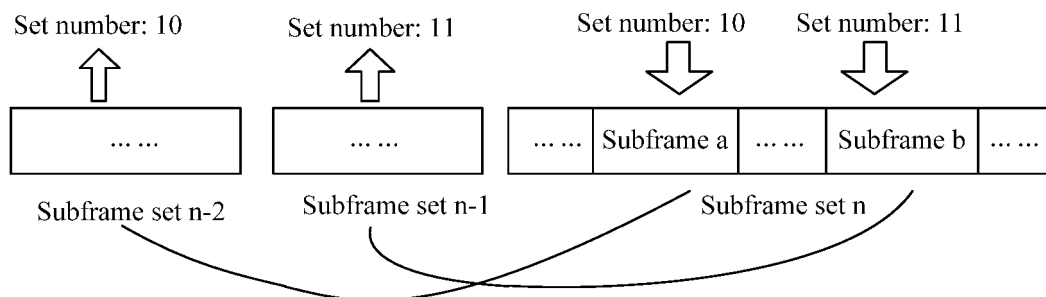 Set number: 10 Set number: 11 Set number: 10 Set number: 11
… … … … … … Subframe a … … Subframe b … …
Subframe set n-2 Subframe set n-1 Subframe set n